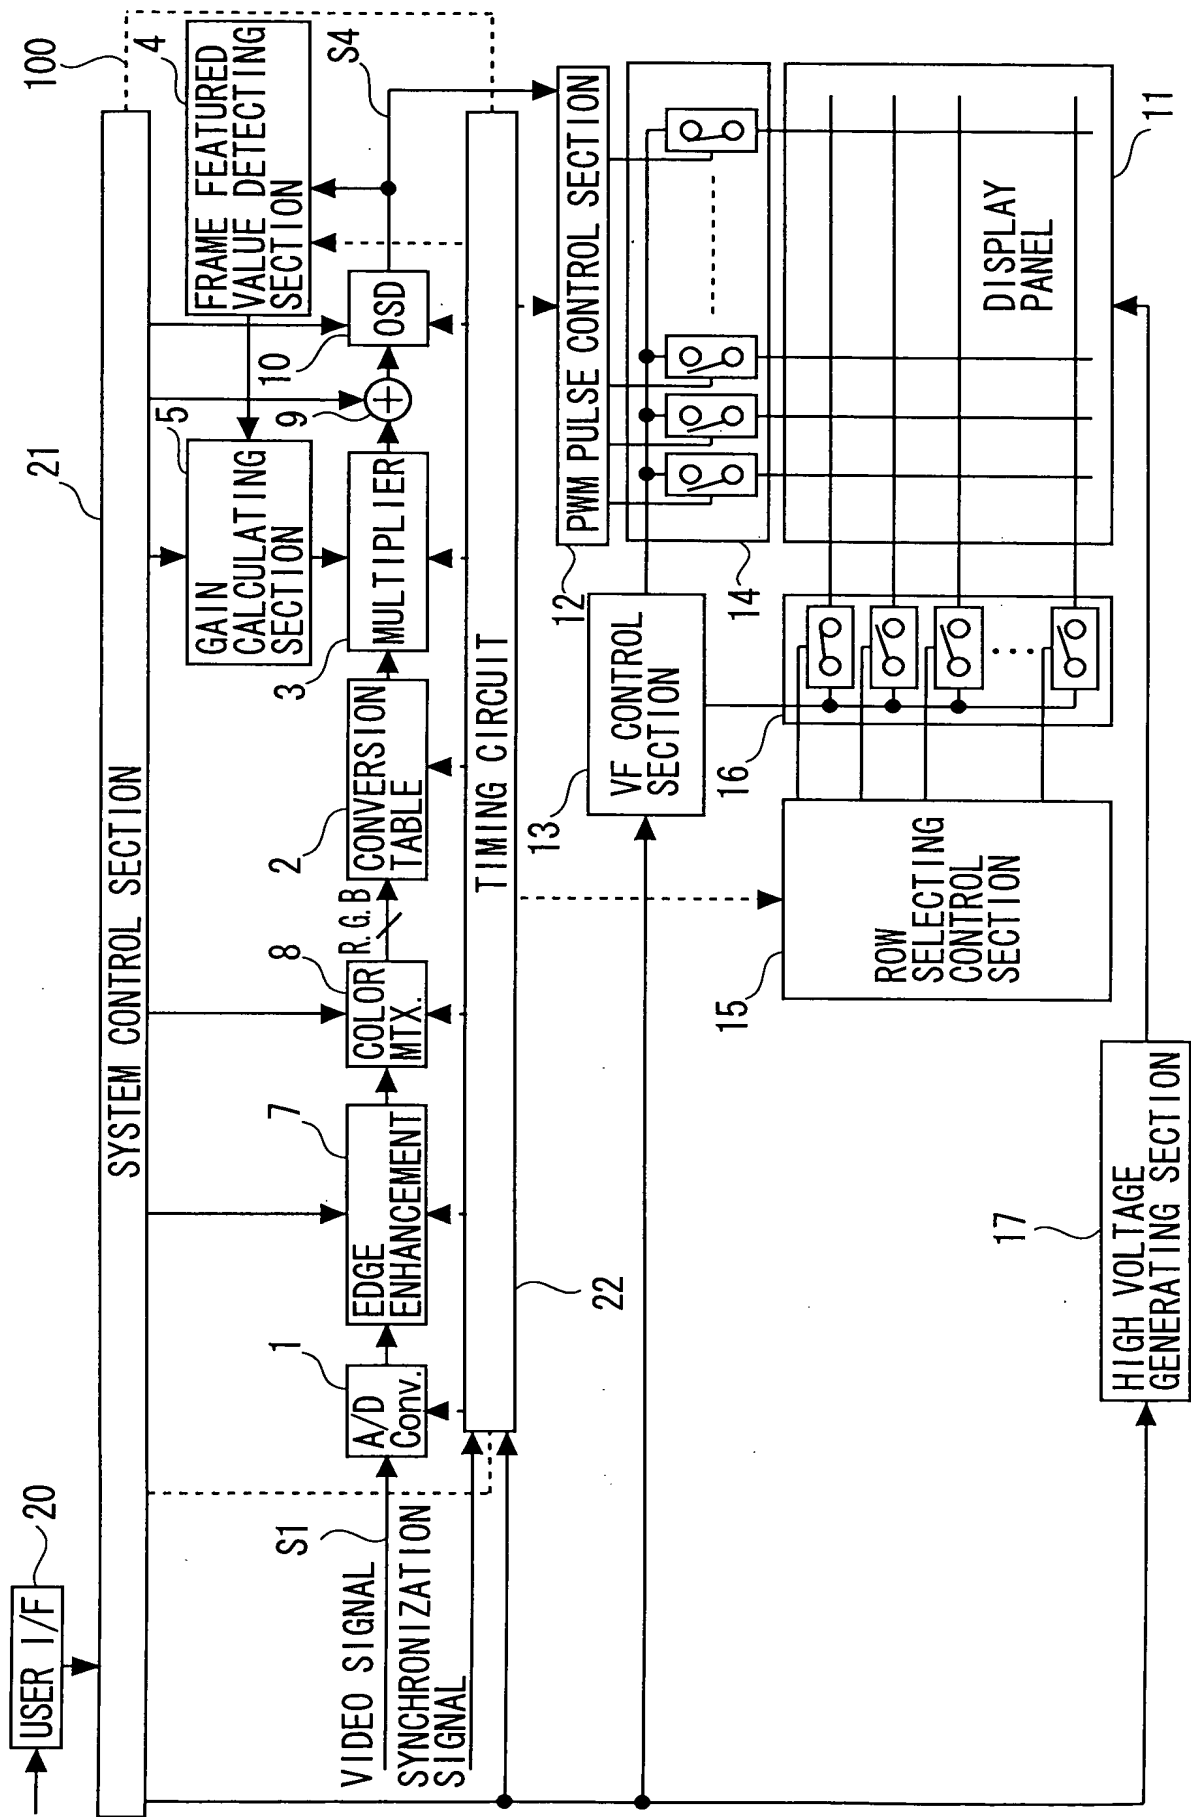 USER I/F
20
SYSTEM CONTROL SECTION
21
100
FRAME FEATURED
VALUE DETECTING
SECTION
4
GAIN
CALCULATING
SECTION
5
VIDEO SIGNAL
S1
SYNCHRONIZATION
SIGNAL
A/D
Conv.
1
EDGE
ENHANCEMENT
7
COLOR
MTX.
8
R.G.B
CONVERSION
TABLE
2
MULTIPLIER
3
+
9
OSD
10
S4
TIMING CIRCUIT
22
PWM PULSE CONTROL SECTION
12
VF CONTROL
SECTION
13
14
ROW
SELECTING
CONTROL
SECTION
15
16
DISPLAY
PANEL
11
HIGH VOLTAGE
GENERATING SECTION
17